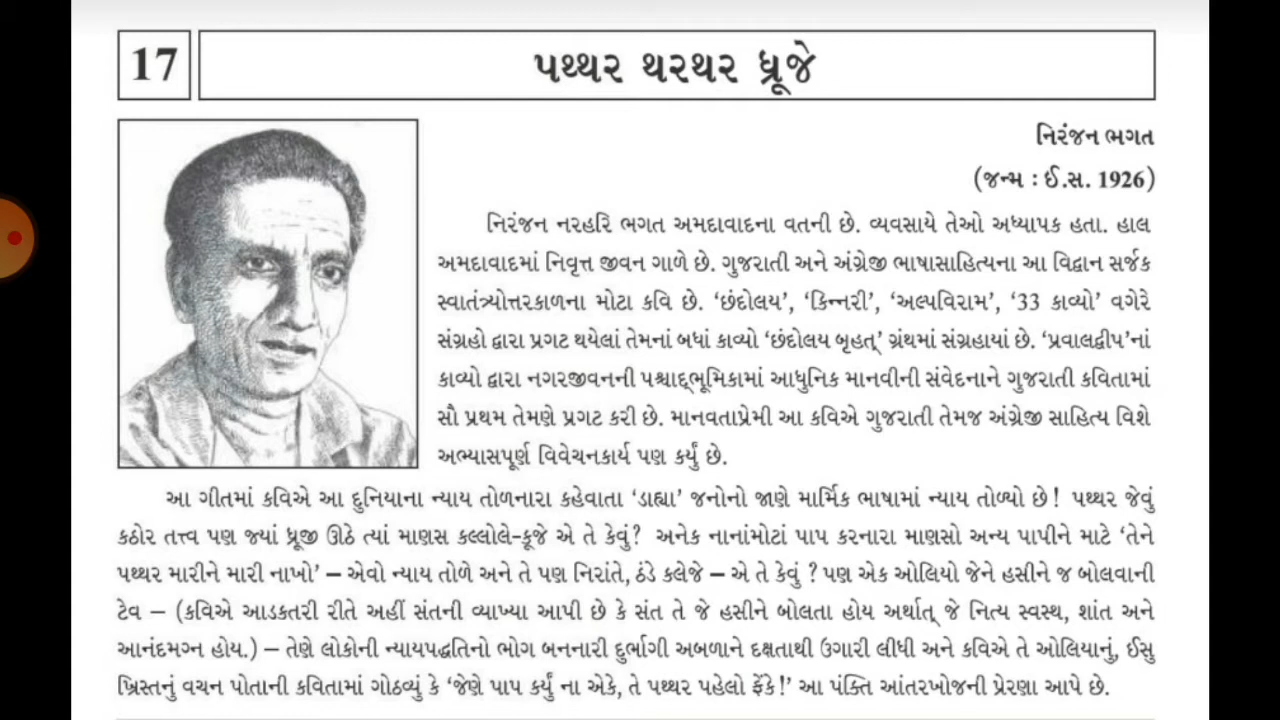 17
પથ્થર થરથર ધ્રૂજે
નિરંજન ભગત
(જન્મ : ઈ.સ. 1926)
નિરંજન નરહરિ ભગત અમદાવાદના વતની છે. વ્યવસાયે તેઓ અધ્યાપક હતા. હાલ
અમદાવાદમાં નિવૃત્ત જીવન ગાળે છે. ગુજરાતી અને અંગ્રેજી ભાષાસાહિત્યના આ વિદ્વાન સર્જક
સ્વાતંત્ર્યોત્તરકાળના મોટા કવિ છે. ‘છંદોલય’, ‘કિન્નરી’, ‘અલ્પવિરામ’, ‘33 કાવ્યો’ વગેરે
સંગ્રહો દ્વારા પ્રગટ થયેલાં તેમનાં બધાં કાવ્યો ‘છંદોલય બૃહત્’ ગ્રંથમાં સંગ્રહાયાં છે. ‘પ્રવાલદ્વીપ’નાં
કાવ્યો દ્વારા નગરજીવનની પશ્ચાદ્ભૂમિકામાં આધુનિક માનવીની સંવેદનાને ગુજરાતી કવિતામાં
સૌ પ્રથમ તેમણે પ્રગટ કરી છે. માનવતાપ્રેમી આ કવિએ ગુજરાતી તેમજ અંગ્રેજી સાહિત્ય વિશે
અભ્યાસપૂર્ણ વિવેચનકાર્ય પણ કર્યું છે.
આ ગીતમાં કવિએ આ દુનિયાના ન્યાય તોળનારા કહેવાતા ‘ડાહ્યા’ જનોનો જાણે માર્મિક ભાષામાં ન્યાય તોળ્યો છે! પથ્થર જેવું
કઠોર તત્ત્વ પણ જ્યાં ધ્રૂજી ઊઠે ત્યાં માણસ કલ્લોલે-કૂજે એ તે કેવું? અનેક નાનાંમોટાં પાપ કરનારા માણસો અન્ય પાપીને માટે ‘તેને
પથ્થર મારીને મારી નાખો’ – એવો ન્યાય તોળે અને તે પણ નિરાંતે, ઠંડે કલેજે – એ તે કેવું ? પણ એક ઓલિયો જેને હસીને જ બોલવાની
ટેવ – (કવિએ આડકતરી રીતે અહીં સંતની વ્યાખ્યા આપી છે કે સંત તે જે હસીને બોલતા હોય અર્થાત્ જે નિત્ય સ્વસ્થ, શાંત અને
આનંદમગ્ન હોય.) – તેણે લોકોની ન્યાયપદ્ધતિનો ભોગ બનનારી દુર્ભાગી અબળાને દક્ષતાથી ઉગારી લીધી અને કવિએ તે ઓલિયાનું, ઈસુ
ખ્રિસ્તનું વચન પોતાની કવિતામાં ગોઠવ્યું કે ‘જેણે પાપ કર્યું ના એકે, તે પથ્થર પહેલો ફેંકે!’ આ પંક્તિ આંતરખોજની પ્રેરણા આપે છે.